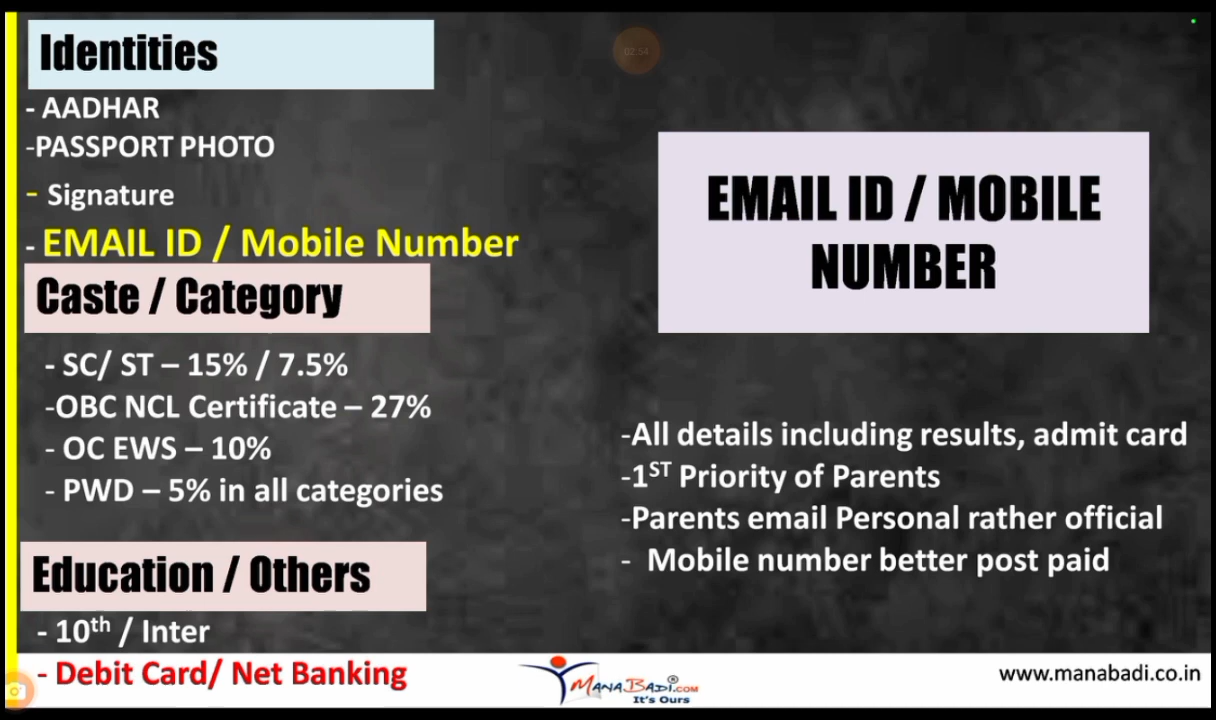 Identities
- AADHAR
-PASSPORT PHOTO
- Signature
- EMAIL ID / Mobile Number
Caste / Category
- SC/ ST – 15% / 7.5%
-OBC NCL Certificate – 27%
- OC EWS – 10%
- PWD – 5% in all categories
Education / Others
- 10th / Inter
- Debit Card/ Net Banking
02:54
EMAIL ID / MOBILE
NUMBER
-All details including results, admit card
-1ST Priority of Parents
-Parents email Personal rather official
- Mobile number better post paid
MANABADI.COM®
It's Ours
www.manabadi.co.in